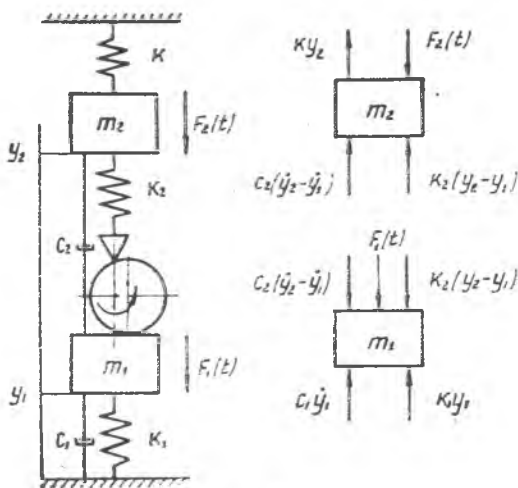 K
m₂
F₂(t)
y₂
K₂
C₂
m₁
F₁(t)
y₁
C₁
K₁
Ky₂
F₂(t)
m₂
C₂(ẏ₂-ẏ₁)
K₂(y₂-y₁)
F₁(t)
C₂(ẏ₂-ẏ₁)
K₂(y₂-y₁)
m₁
C₁ẏ₁
K₁y₁